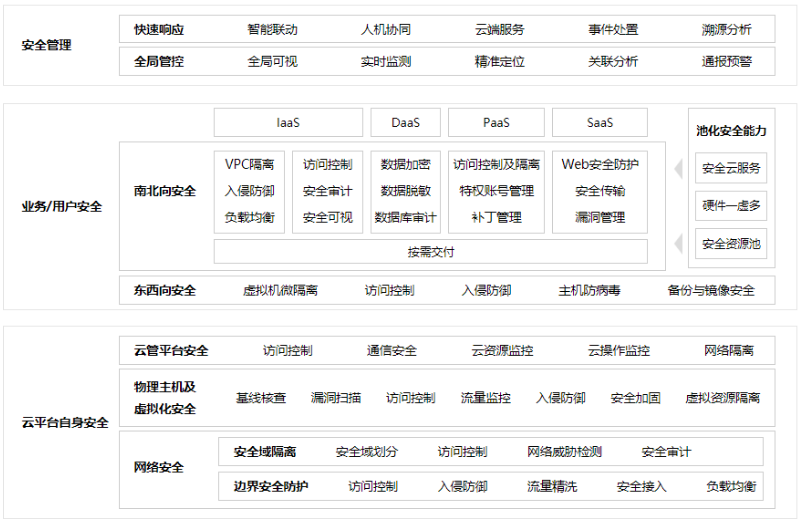 安全管理
快速响应 智能联动 人机协同 云端服务 事件处置 溯源分析
全局管控 全局可视 实时监测 精准定位 关联分析 通报预警
业务/用户安全
IaaS DaaS PaaS SaaS
南北向安全
VPC隔离 访问控制 数据加密 访问控制及隔离 Web安全防护
入侵防御 安全审计 数据脱敏 特权账号管理 安全传输
负载均衡 安全可视 数据库审计 补丁管理 漏洞管理
按需交付
池化安全能力
安全云服务
硬件一虚多
安全资源池
东西向安全 虚拟机微隔离 访问控制 入侵防御 主机防病毒 备份与镜像安全
云平台自身安全
云管平台安全 访问控制 通信安全 云资源监控 云操作监控 网络隔离
物理主机及
虚拟化安全
基线核查 漏洞扫描 访问控制 流量监控 入侵防御 安全加固 虚拟资源隔离
网络安全
安全域隔离 安全域划分 访问控制 网络威胁检测 安全审计
边界安全防护 访问控制 入侵防御 流量精洗 安全接入 负载均衡